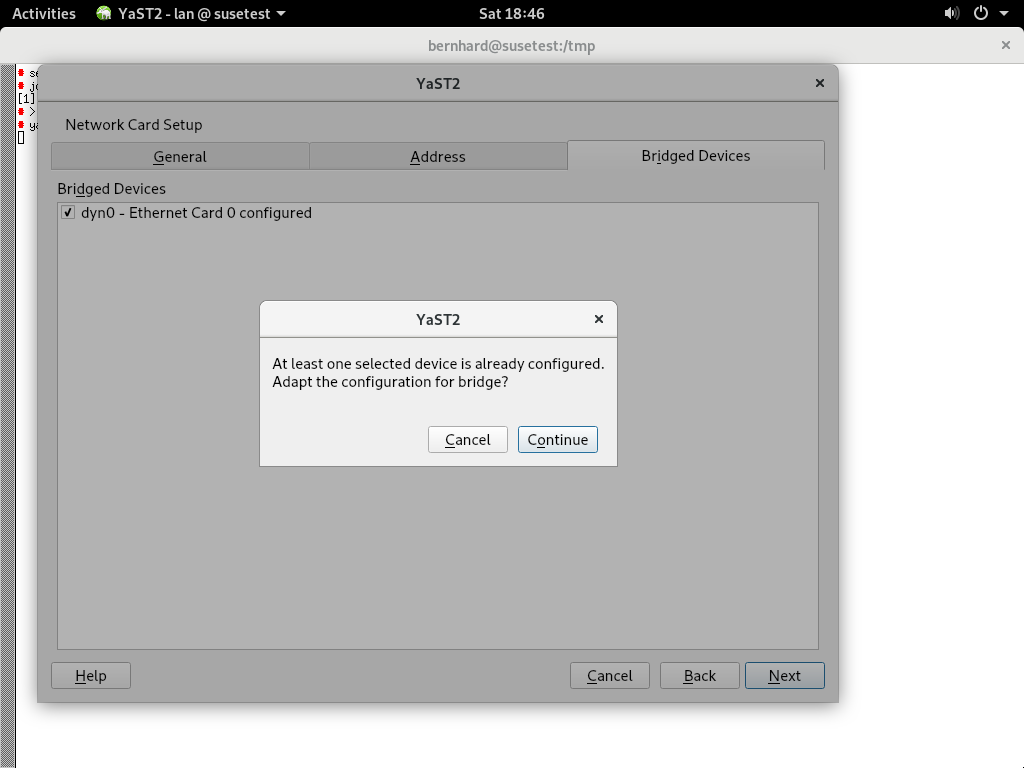 Activities YaST2 - lan @ susetest Sat 18:46
bernhard@susetest:/tmp
[1]
>
YaST2
Network Card Setup
General Address Bridged Devices
Bridged Devices
dyn0 - Ethernet Card 0 configured
YaST2
At least one selected device is already configured.
Adapt the configuration for bridge?
Cancel Continue
Help Cancel Back Next